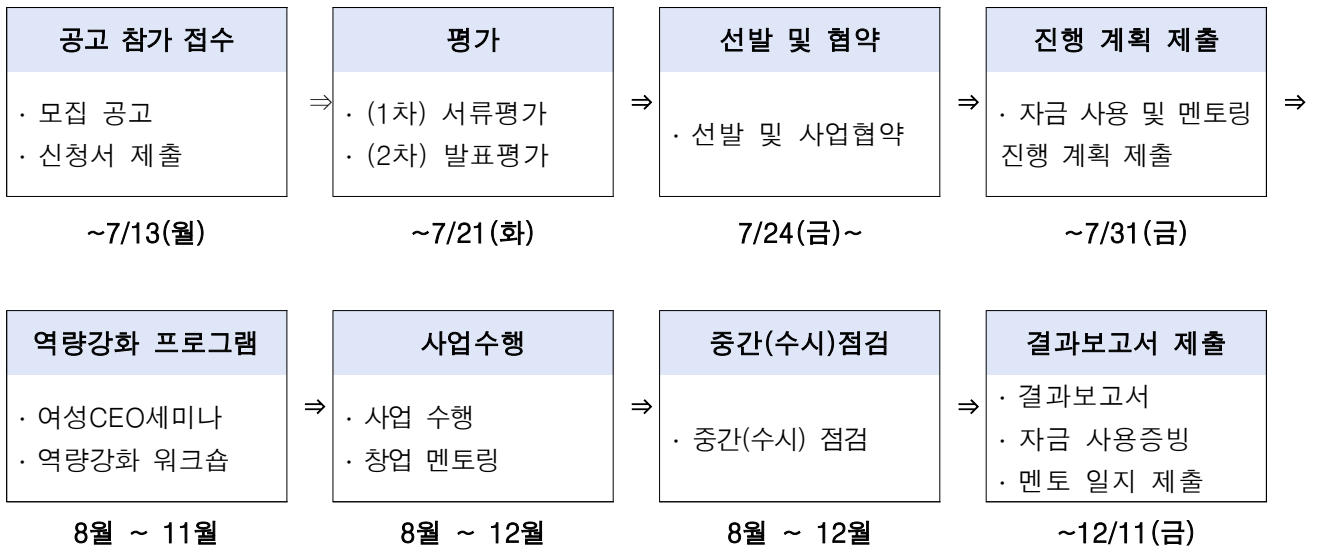 공고 참가 접수
· 모집 공고
· 신청서 제출
~7/13(월)
⇒
평가
· (1차) 서류평가
· (2차) 발표평가
~7/21(화)
⇒
선발 및 협약
· 선발 및 사업협약
7/24(금)~
⇒
진행 계획 제출
· 자금 사용 및 멘토링
진행 계획 제출
~7/31(금)
⇒
역량강화 프로그램
· 여성CEO세미나
· 역량강화 워크숍
8월 ~ 11월
⇒
사업수행
· 사업 수행
· 창업 멘토링
8월 ~ 12월
⇒
중간(수시)점검
· 중간(수시) 점검
8월 ~ 12월
⇒
결과보고서 제출
· 결과보고서
· 자금 사용증빙
· 멘토 일지 제출
~12/11(금)